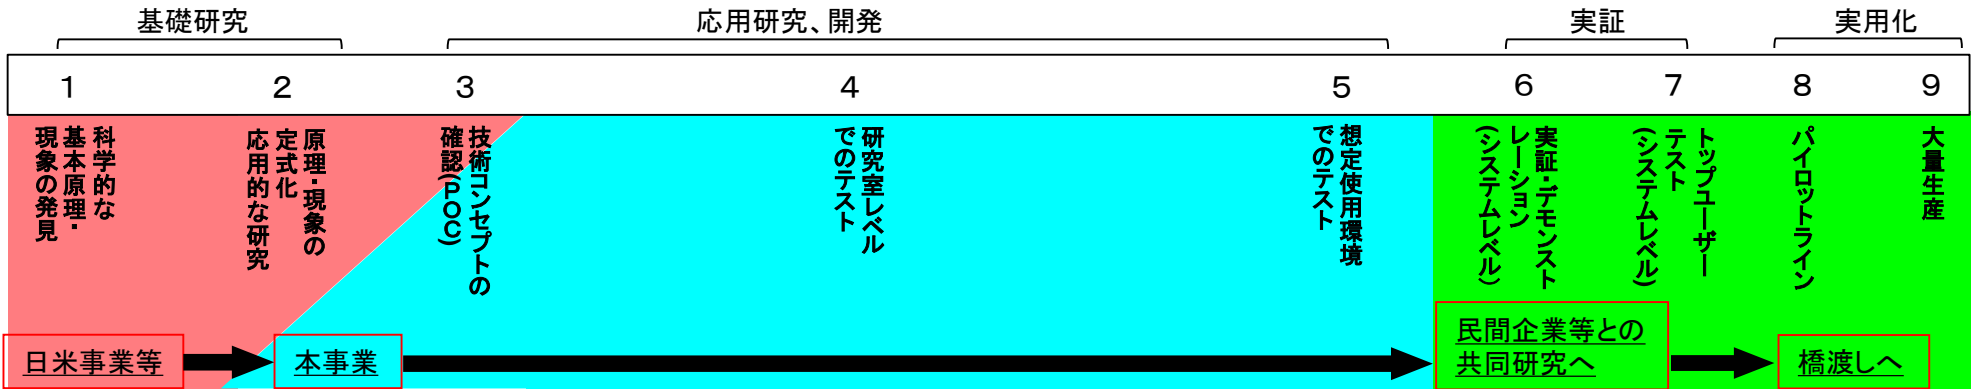 基礎研究
応用研究、開発
実証
実用化
1
2
3
4
5
6
7
8
9
科学的な
基本原理・
現象の発見
原理・現象の
定式化
応用的な研究
技術コンセプトの
確認(POC)
研究室レベル
でのテスト
想定使用環境
でのテスト
実証・デモンスト
レーション
(システムレベル)
トップユーザー
テスト
(システムレベル)
パイロットライン
大量生産
日米事業等
本事業
民間企業等との
共同研究へ
橋渡しへ